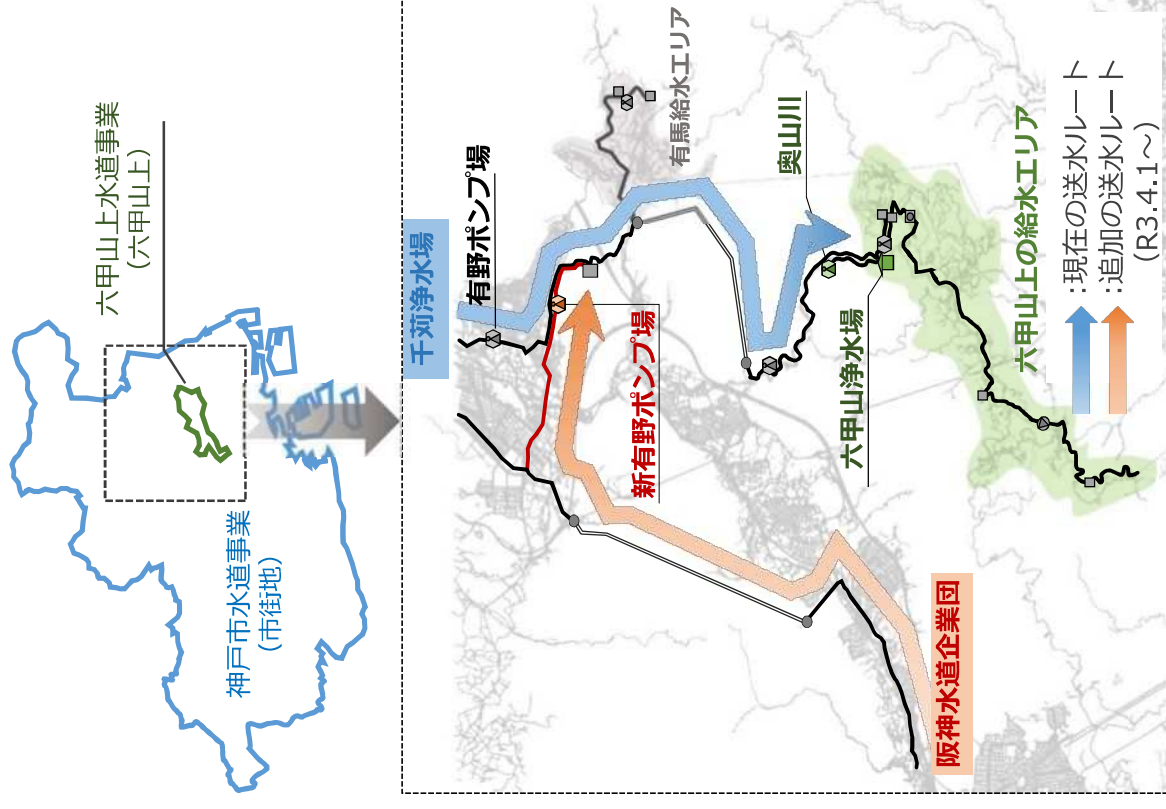 六甲山上水道事業
(六甲山上)
神戸市水道事業
(市街地)
千苅浄水場
有野ポンプ場
有馬給水エリア
新有野ポンプ場
奥山川
六甲山浄水場
阪神水道企業団
六甲山上の給水エリア
:現在の送水ルート
:追加の送水ルート
(R3.4.1~)